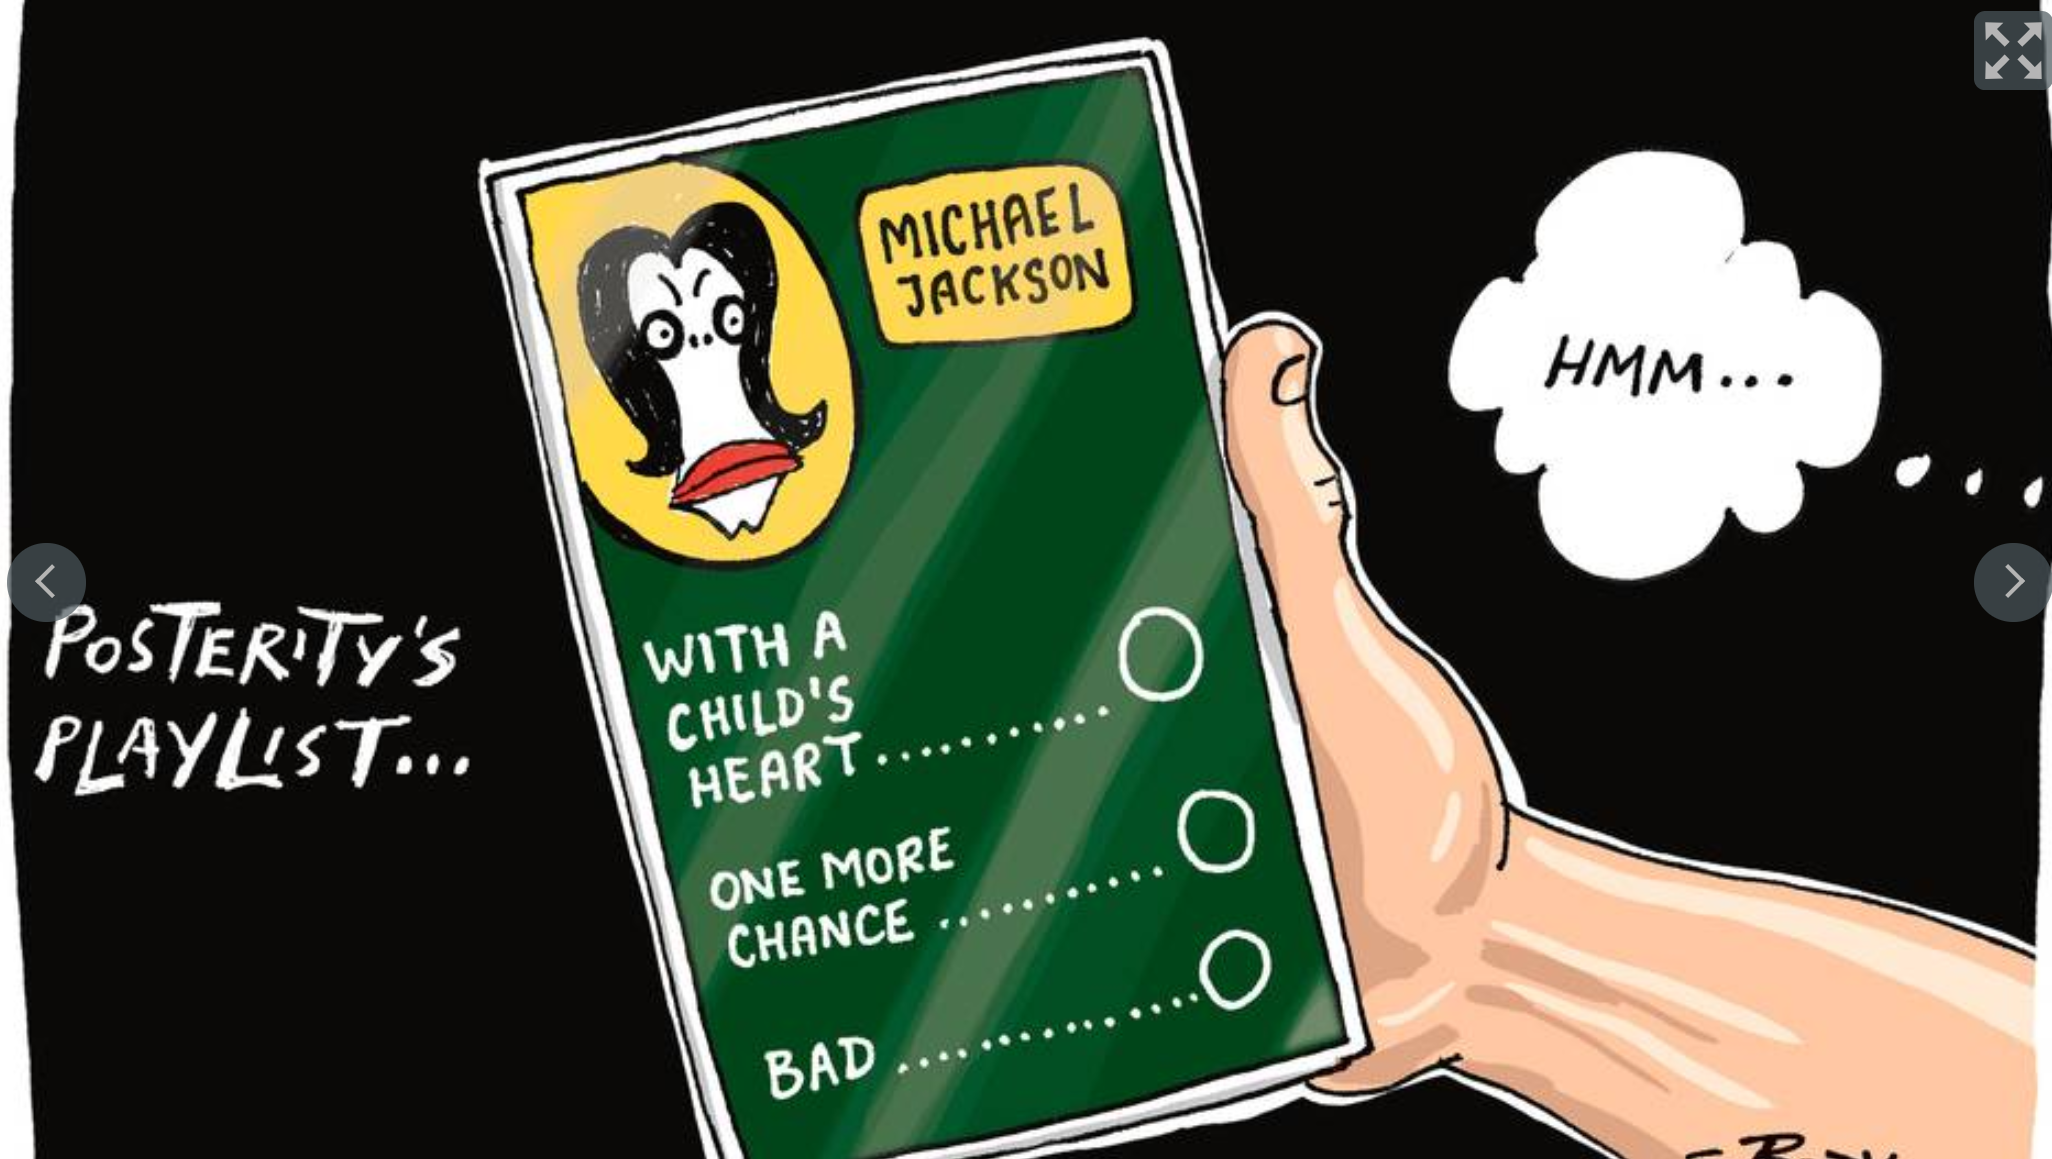 MICHAEL
JACKSON
HMM...
POSTERITY'S
PLAYLIST...
WITH A
CHILD'S
HEART..........
ONE MORE
CHANCE...........
BAD..............